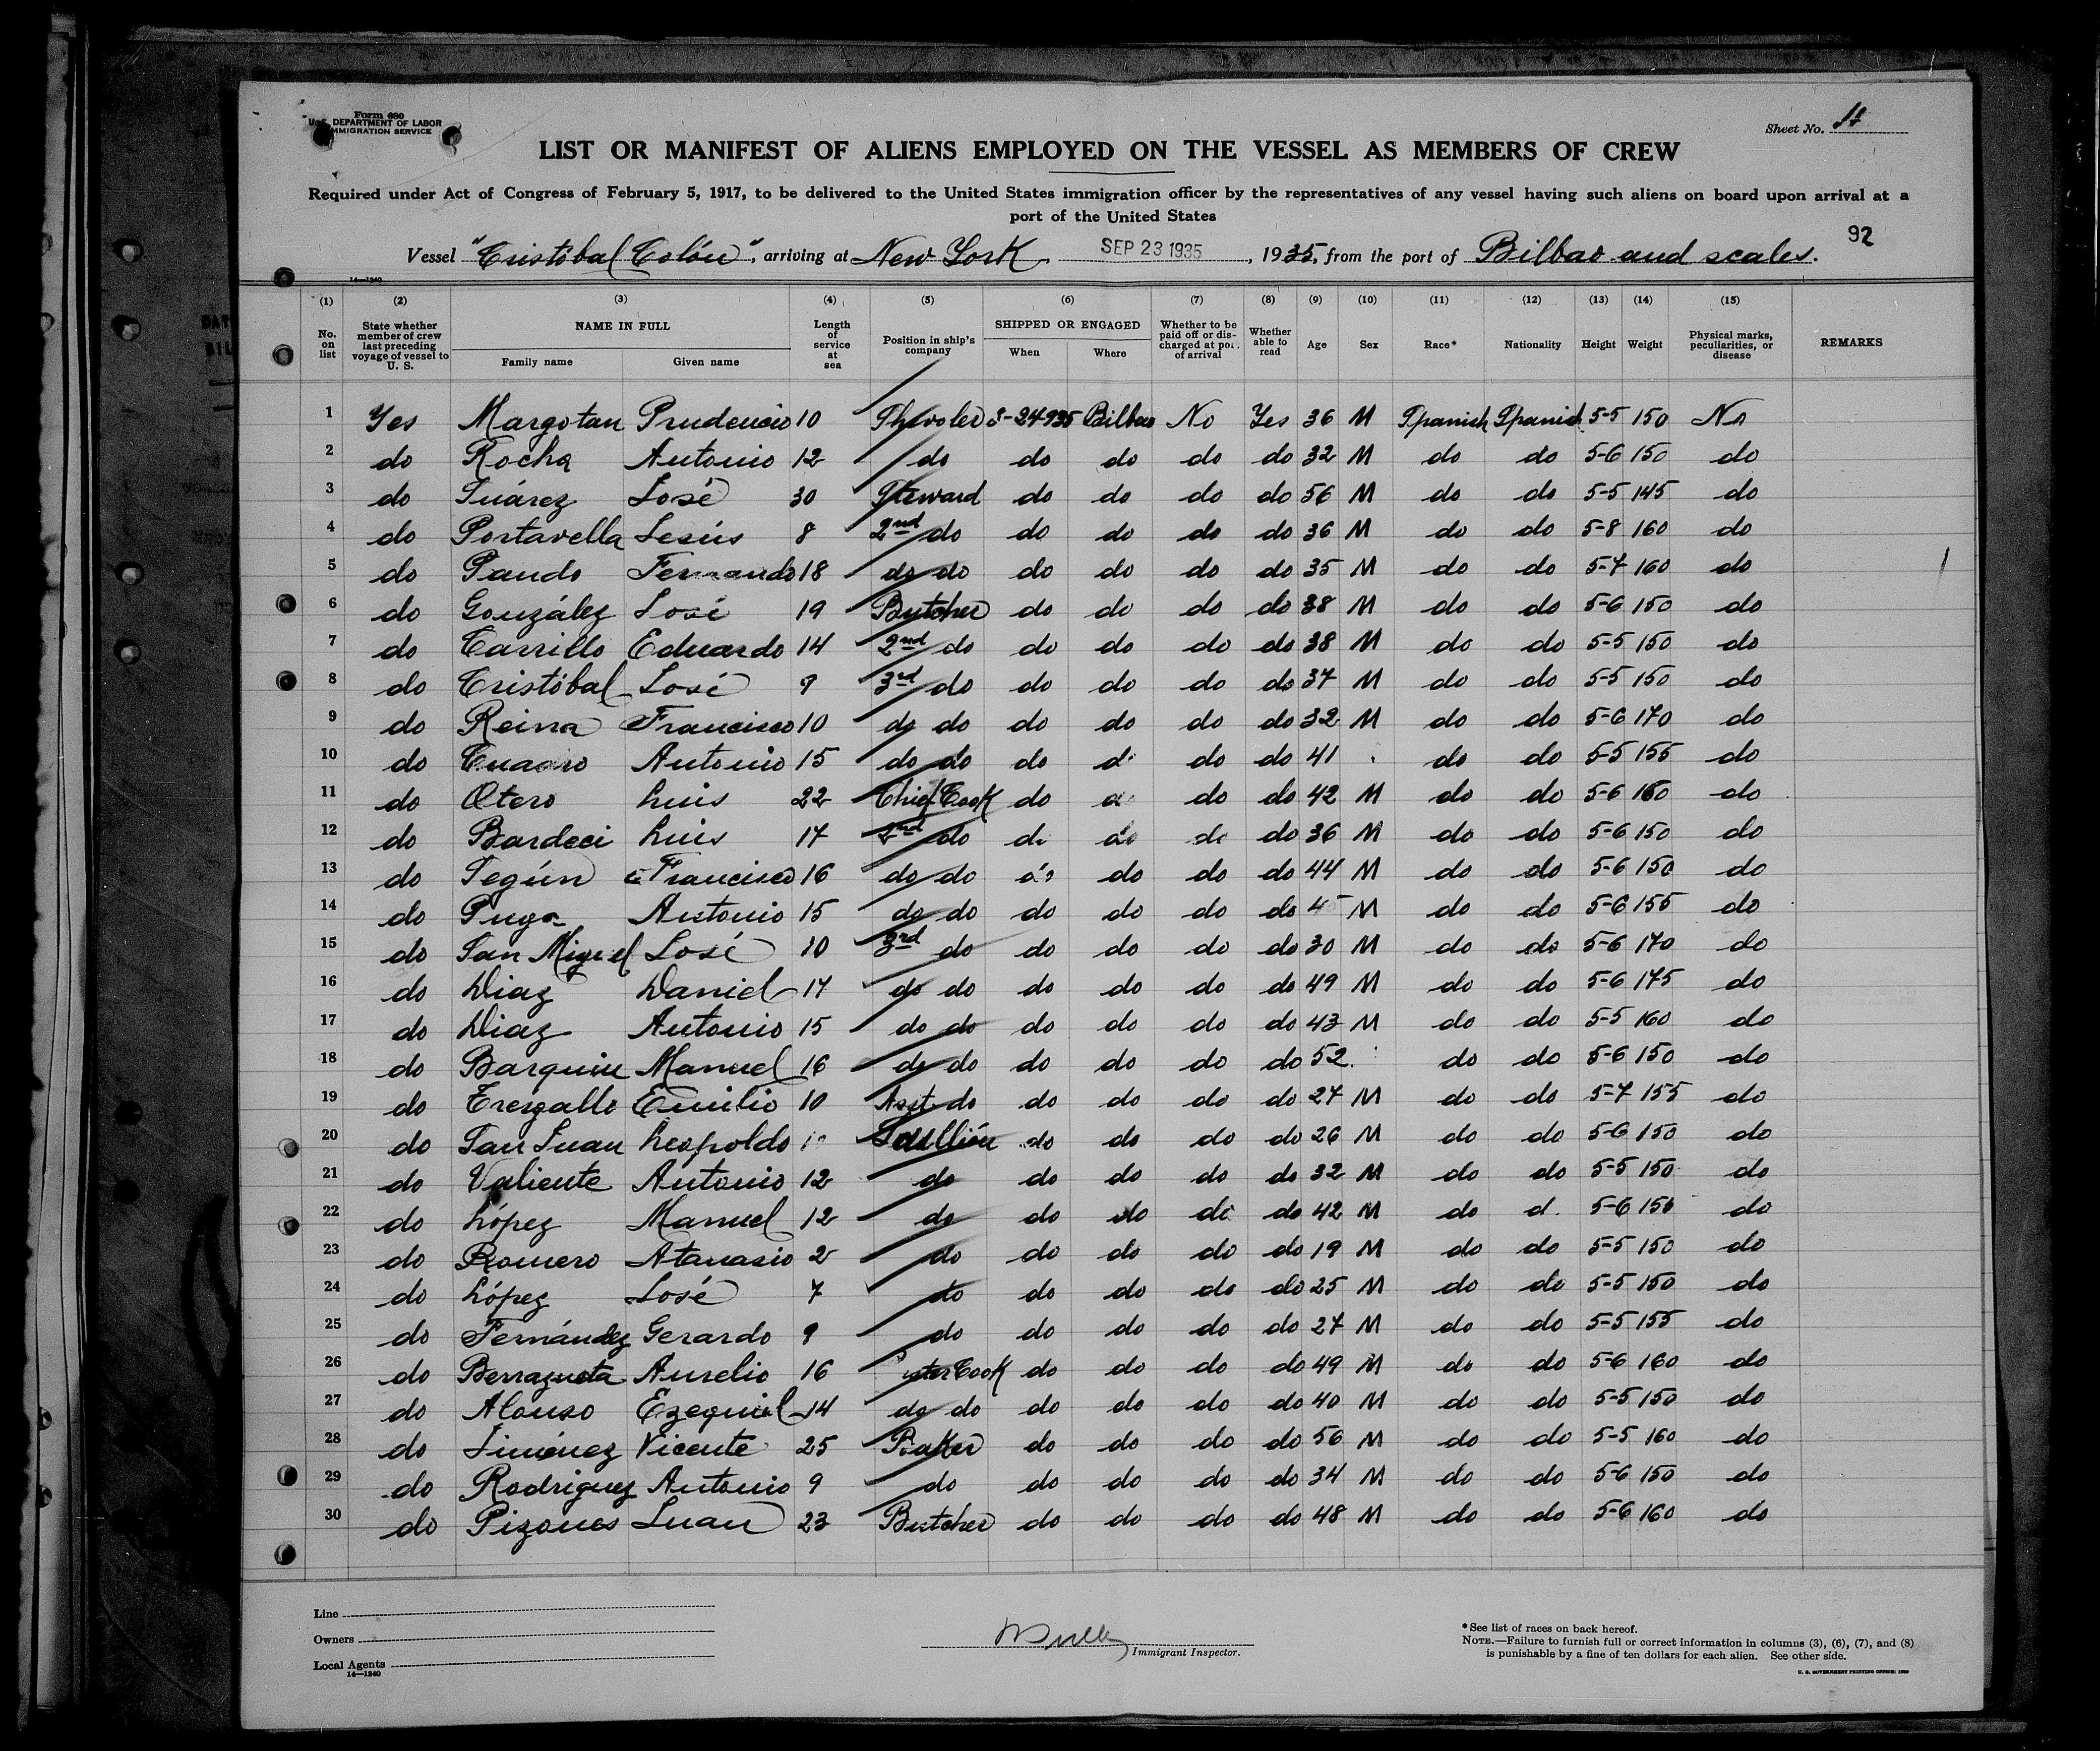 Form 680
U.S. DEPARTMENT OF LABOR
IMMIGRATION SERVICE
Sheet No.
LIST OR MANIFEST OF ALIENS EMPLOYED ON THE VESSEL AS MEMBERS OF CREW
Required under Act of Congress of February 5, 1917, to be delivered to the United States immigration officer by the representatives of any vessel having such aliens on board upon arrival at a
port of the United States
92
Vessel "Cristóbal Colón", arriving at New York. SEP 23 1935, 1935, from the port of Bilbao and scales.
14—1240
(1) (2) (3) (4) (5) (6) (7) (8) (9) (10) (11) (12) (13) (14) (15)
No. on list State whether member of crew last preceding voyage of vessel to U. S. NAME IN FULL Family name Given name Length of service at sea Position in ship's company SHIPPED OR ENGAGED When Where Whether to be paid off or discharged at port of arrival Whether able to read Age Sex Race* Nationality Height Weight Physical marks, peculiarities, or disease REMARKS
1 Yes Margotan Prudencio 10 8-24-935 Bilbao No Yes 36 M Spanish Spanish 5-5 150 No
2 do Rocha Antonio 12 do do do do do 32 M do do 5-6 150 do
3 do Suárez José 30 Steward do do do do 56 M do do 5-5 145 do
4 do Portavella Jesús 8 2nd do do do do do 36 M do do 5-8 160 do
5 do Pando Fernando 18 do do do do do do 35 M do do 5-7 160 do
6 do González José 19 Butcher do do do do 38 M do do 5-6 150 do
7 do Carrillo Eduardo 14 2nd do do do do do 38 M do do 5-5 150 do
8 do Cristóbal José 9 3rd do do do do do 37 M do do 5-5 150 do
9 do Reina Francisco 10 do do do do do do 32 M do do 5-6 170 do
10 do Antonio 15 do do do do do do 41 do do 5-5 155 do
11 do Otero Luis 22 Chief Cook do do do do 42 M do do 5-6 160 do
12 do Bardeci Luis 17 2nd do do do do do 36 M do do 5-6 150 do
13 do Según Francisco 16 do do do do do do 44 M do do 5-6 150 do
14 do Puga Antonio 15 do do do do do do M do do 5-6 155 do
15 do San Miguel José 10 3rd do do do do do 30 M do do 5-6 170 do
16 do Diaz Daniel 17 do do do do do do 49 M do do 5-6 175 do
17 do Diaz Antonio 15 do do do do do do 43 M do do 5-5 160 do
18 do Barquin Manuel 16 do do do do do do 52 do do 5-6 150 do
19 do Tresgallo Emilio 10 Asst. do do do do do 27 M do do 5-7 155 do
20 do San Juan Leopoldo Scullión do do do do 26 M do do 5-6 150 do
21 do Valiente Antonio 12 do do do do do 32 M do do 5-5 150 do
22 do López Manuel 12 do do do do do 42 M do do 5-6 150 do
23 do Romero Atanasio 2 do do do do do 19 M do do 5-5 150 do
24 do López José 7 do do do do do 25 M do do 5-5 150 do
25 do Fernández Gerardo 9 do do do do do 27 M do do 5-5 155 do
26 do Berrazueta Aurelio 16 Cook do do do do 49 M do do 5-6 160 do
27 do Alonso Ezequiel 14 do do do do do do 40 M do do 5-5 150 do
28 do Jiménez Vicente 25 Baker do do do do 56 M do do 5-5 160 do
29 do Rodriguez Antonio 9 do do do do do 34 M do do 5-6 150 do
30 do Pizones Juan 23 Butcher do do do do 48 M do do 5-6 160 do
Line
Owners
Local Agents
14—1240
Immigrant Inspector.
*See list of races on back hereof.
NOTE.—Failure to furnish full or correct information in columns (3), (6), (7), and (8)
is punishable by a fine of ten dollars for each alien. See other side.